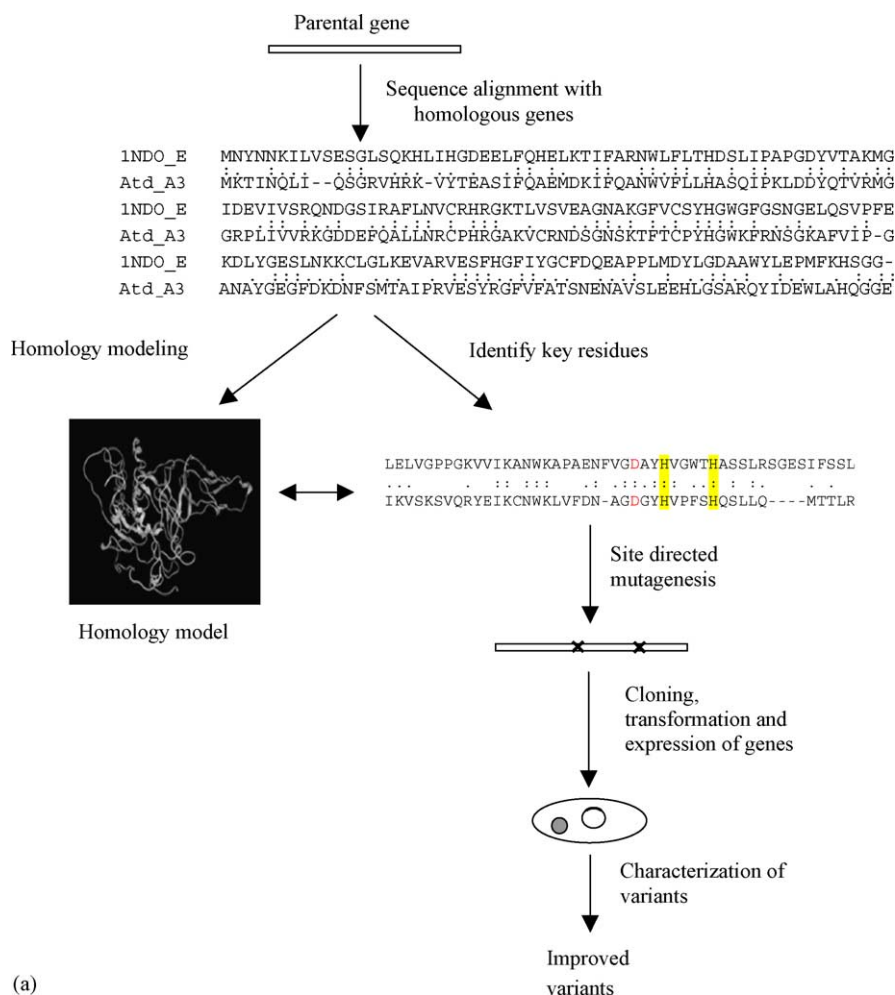 Parental gene
Sequence alignment with
homologous genes
1NDO_E MNYNNKILVSESGLSQKHLIHGDEELFQHELKTIFARNWLFLTHDSLIPAPGDYVTAKMG
Atd_A3 MKTINQLI--QSGRVHRK-VYTEASIFQAEMDKIFQANWVFLLHASQIPKLDDYQTVRMG
1NDO_E IDEVIVSRQNDGSIRAFLNVCRHRGKTLVSVEAGNAKGFVCSYHGWGFGSNGELQSVPFE
Atd_A3 GRPLIVVRKGDDEFQALLNRCPHRGAKVCRNDSGNSKTFTCPYHGWKFRNSGKAFVIP-G
1NDO_E KDLYGESLNKKCLGLKEVARVESFHGFIYGCFDQEAPPLMDYLGDAAWYLEPMFKHSGG-
Atd_A3 ANAYGEGFDKDNFSMTAIPRVESYRGFVFATSNENAVSLEEHLGSARQYIDEWLAHQGGE
Homology modeling
Identify key residues
LELVGPPGKVVIKANWKAPAENFVGDAYHVGWTHASSLRSGESIFSSL
IKVSKSVQRYEIKCNWKLVFDN-AGDGYHVPFSHQSLLQ----MTTLR
Site directed
mutagenesis
Homology model
Cloning,
transformation and
expression of genes
Characterization of
variants
Improved
variants
(a)